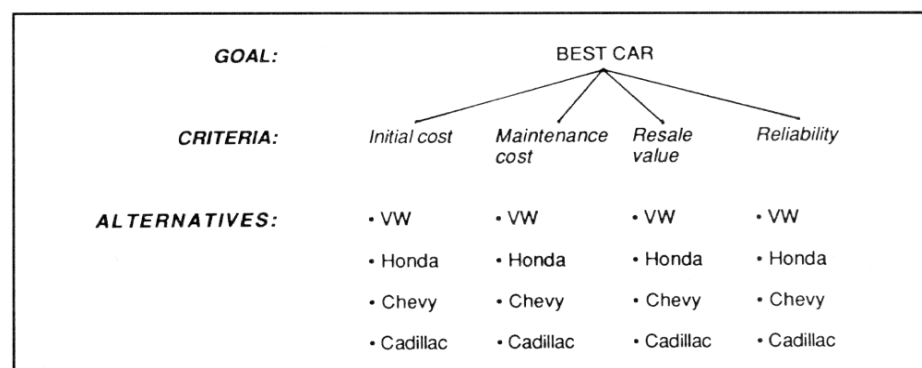 GOAL: BEST CAR
CRITERIA: Initial cost Maintenance cost Resale value Reliability
ALTERNATIVES: • VW • VW • VW • VW
• Honda • Honda • Honda • Honda
• Chevy • Chevy • Chevy • Chevy
• Cadillac • Cadillac • Cadillac • Cadillac